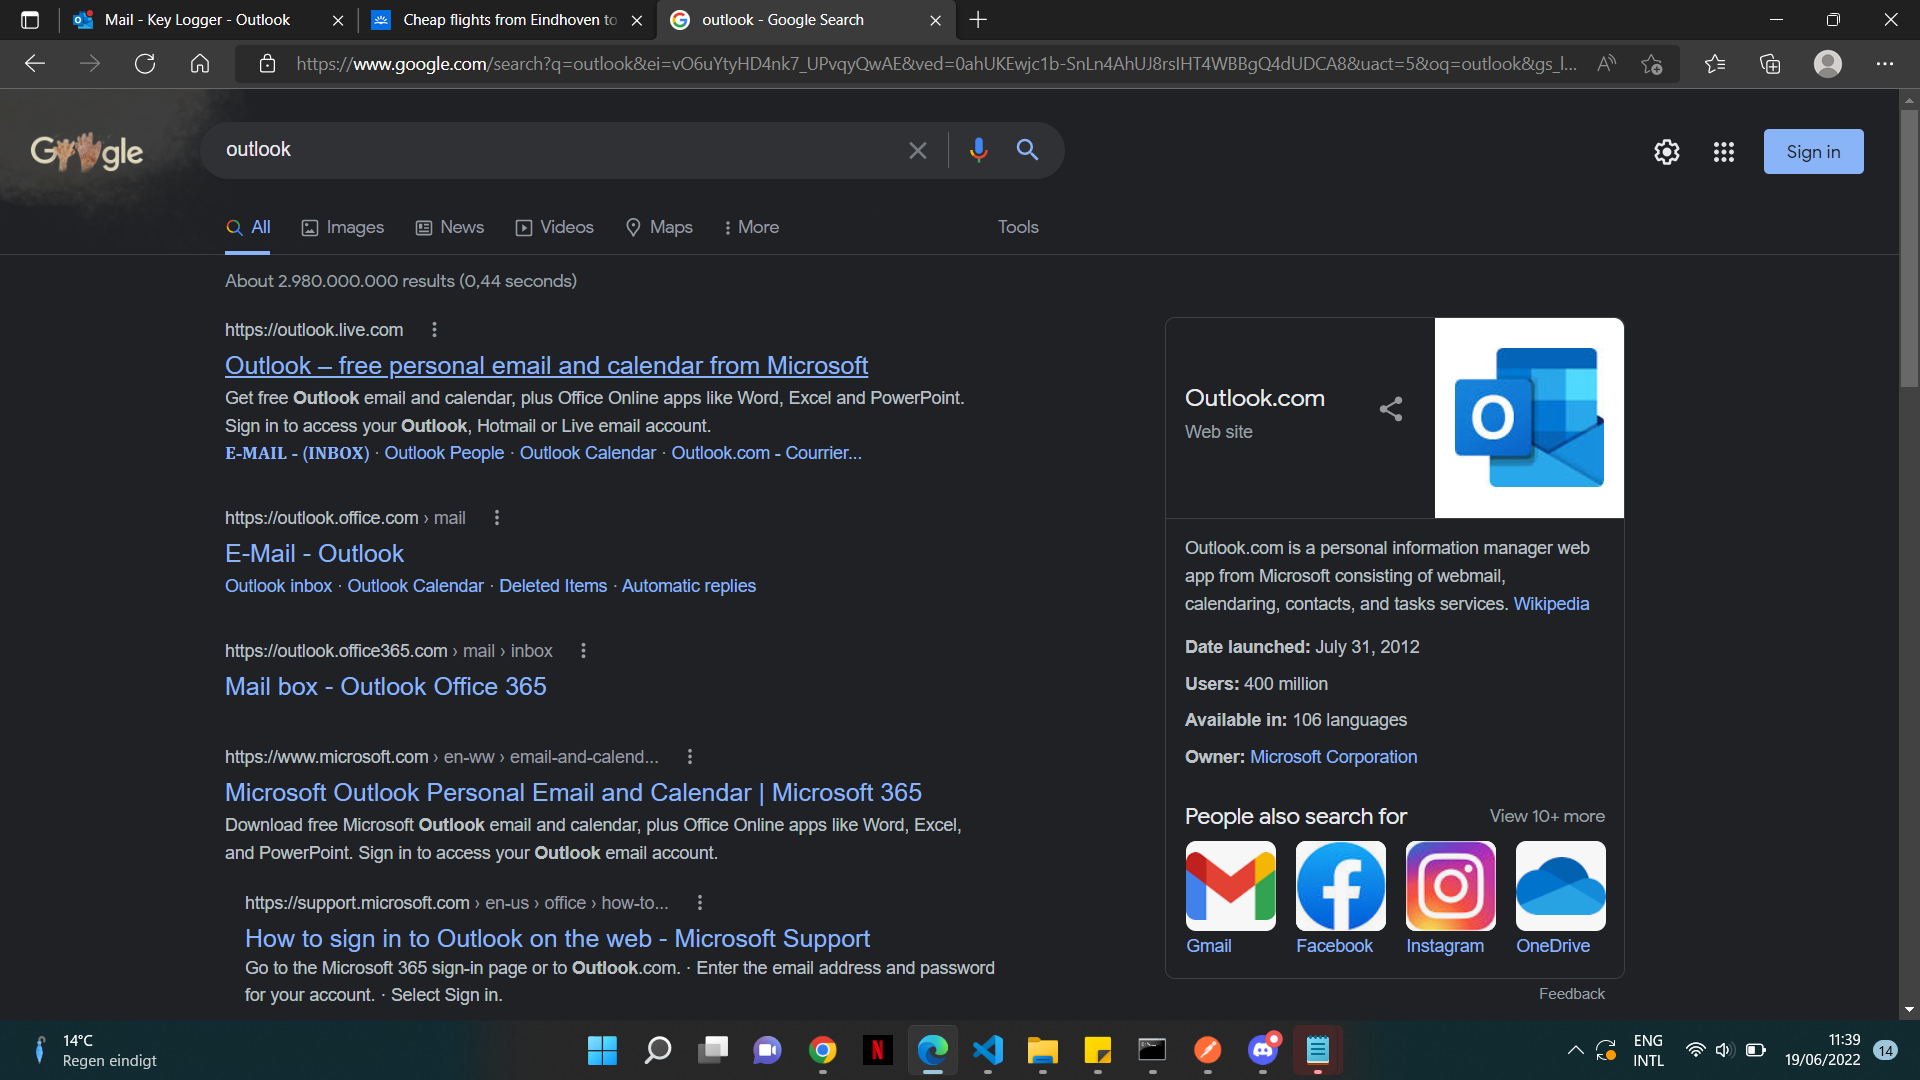 Mail - Key Logger - Outlook
Cheap flights from Eindhoven to
outlook - Google Search
https://www.google.com/search?q=outlook&ei=vO6uYtyHD4nk7_UPvqyQwAE&ved=0ahUKEwjc1b-SnLn4AhUJ8rsIHT4WBBgQ4dUDCA8&uact=5&oq=outlook&gs_l...
Google
outlook
Sign in
All
Images
News
Videos
Maps
More
Tools
About 2.980.000.000 results (0,44 seconds)
https://outlook.live.com
Outlook – free personal email and calendar from Microsoft
Get free Outlook email and calendar, plus Office Online apps like Word, Excel and PowerPoint.
Sign in to access your Outlook, Hotmail or Live email account.
E-MAIL - (INBOX) · Outlook People · Outlook Calendar · Outlook.com - Courrier...
https://outlook.office.com › mail
E-Mail - Outlook
Outlook inbox · Outlook Calendar · Deleted Items · Automatic replies
https://outlook.office365.com › mail › inbox
Mail box - Outlook Office 365
https://www.microsoft.com › en-ww › email-and-calend...
Microsoft Outlook Personal Email and Calendar | Microsoft 365
Download free Microsoft Outlook email and calendar, plus Office Online apps like Word, Excel,
and PowerPoint. Sign in to access your Outlook email account.
https://support.microsoft.com › en-us › office › how-to...
How to sign in to Outlook on the web - Microsoft Support
Go to the Microsoft 365 sign-in page or to Outlook.com. · Enter the email address and password
for your account. · Select Sign in.
Outlook.com
Web site
Outlook.com is a personal information manager web
app from Microsoft consisting of webmail,
calendaring, contacts, and tasks services. Wikipedia
Date launched: July 31, 2012
Users: 400 million
Available in: 106 languages
Owner: Microsoft Corporation
People also search for
View 10+ more
Gmail
Facebook
Instagram
OneDrive
Feedback
14°C
Regen eindigt
ENG
INTL
11:39
19/06/2022
14